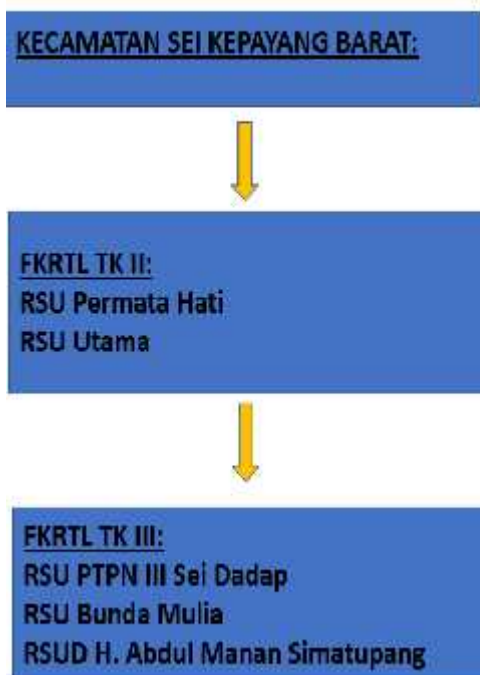 KECAMATAN SEI KEPAYANG BARAT:
FKRTL TK II:
RSU Permata Hati
RSU Utama
FKRTL TK III:
RSU PTPN III Sei Dadap
RSU Bunda Mulia
RSUD H. Abdul Manan Simatupang